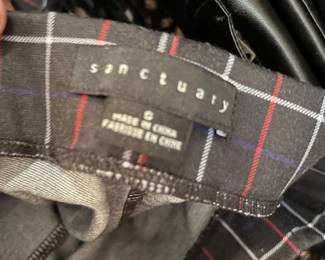 sanctuary
S
MADE IN CHINA
FABRIQUÉ EN CHINE